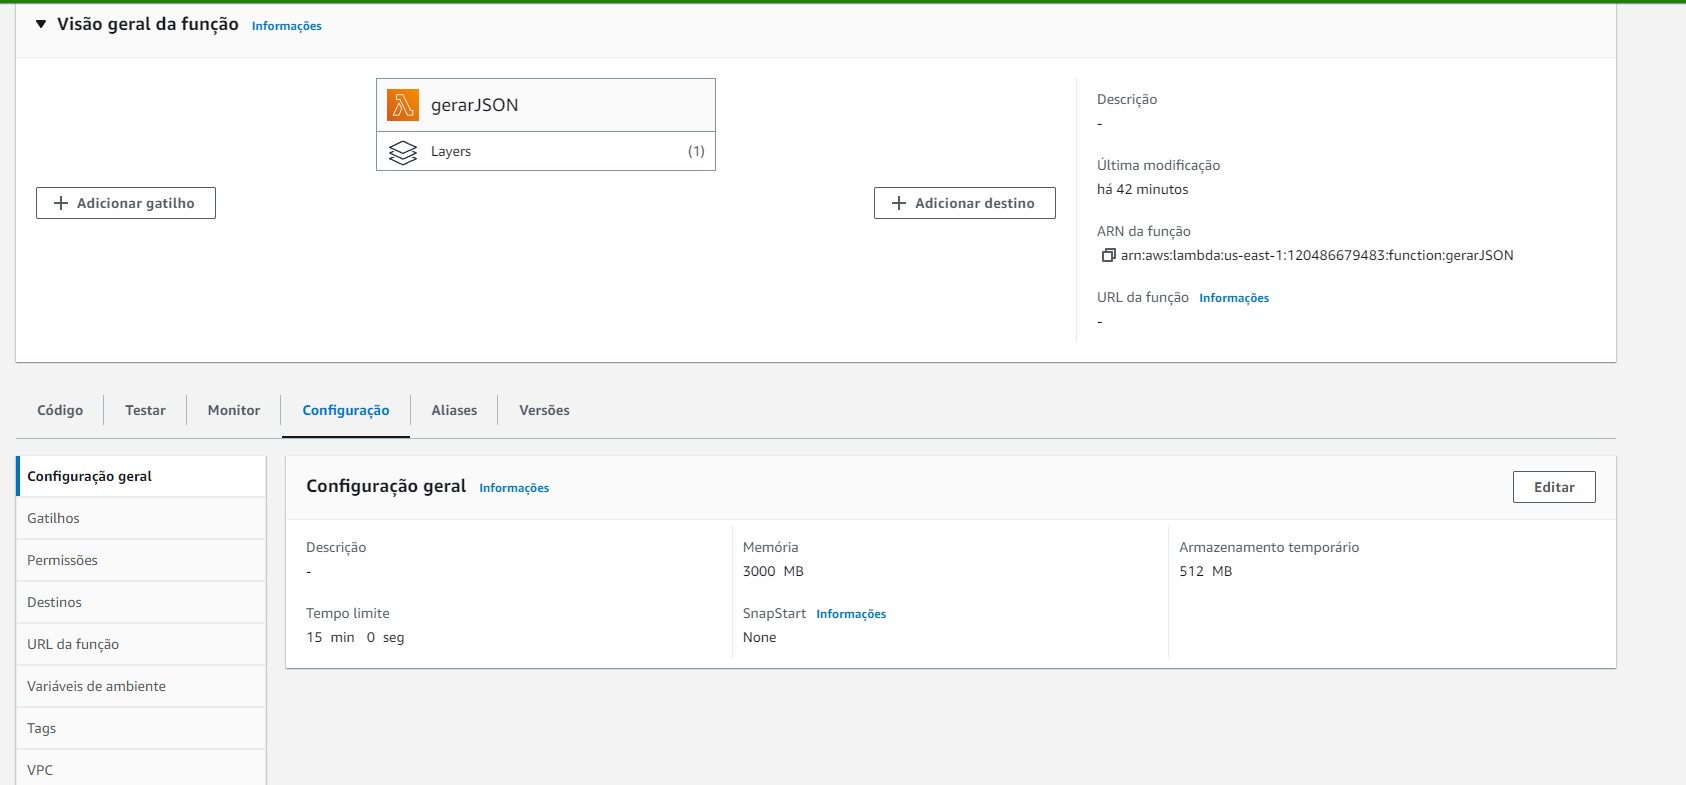 Visão geral da função Informações
gerarJSON
Layers (1)
Adicionar gatilho
Adicionar destino
Descrição
-
Última modificação
há 42 minutos
ARN da função
arn:aws:lambda:us-east-1:120486679483:function:gerarJSON
URL da função Informações
-
Código Testar Monitor Configuração Aliases Versões
Configuração geral
Gatilhos
Permissões
Destinos
URL da função
Variáveis de ambiente
Tags
VPC
Configuração geral Informações Editar
Descrição
-
Tempo limite
15 min 0 seg
Memória
3000 MB
SnapStart Informações
None
Armazenamento temporário
512 MB